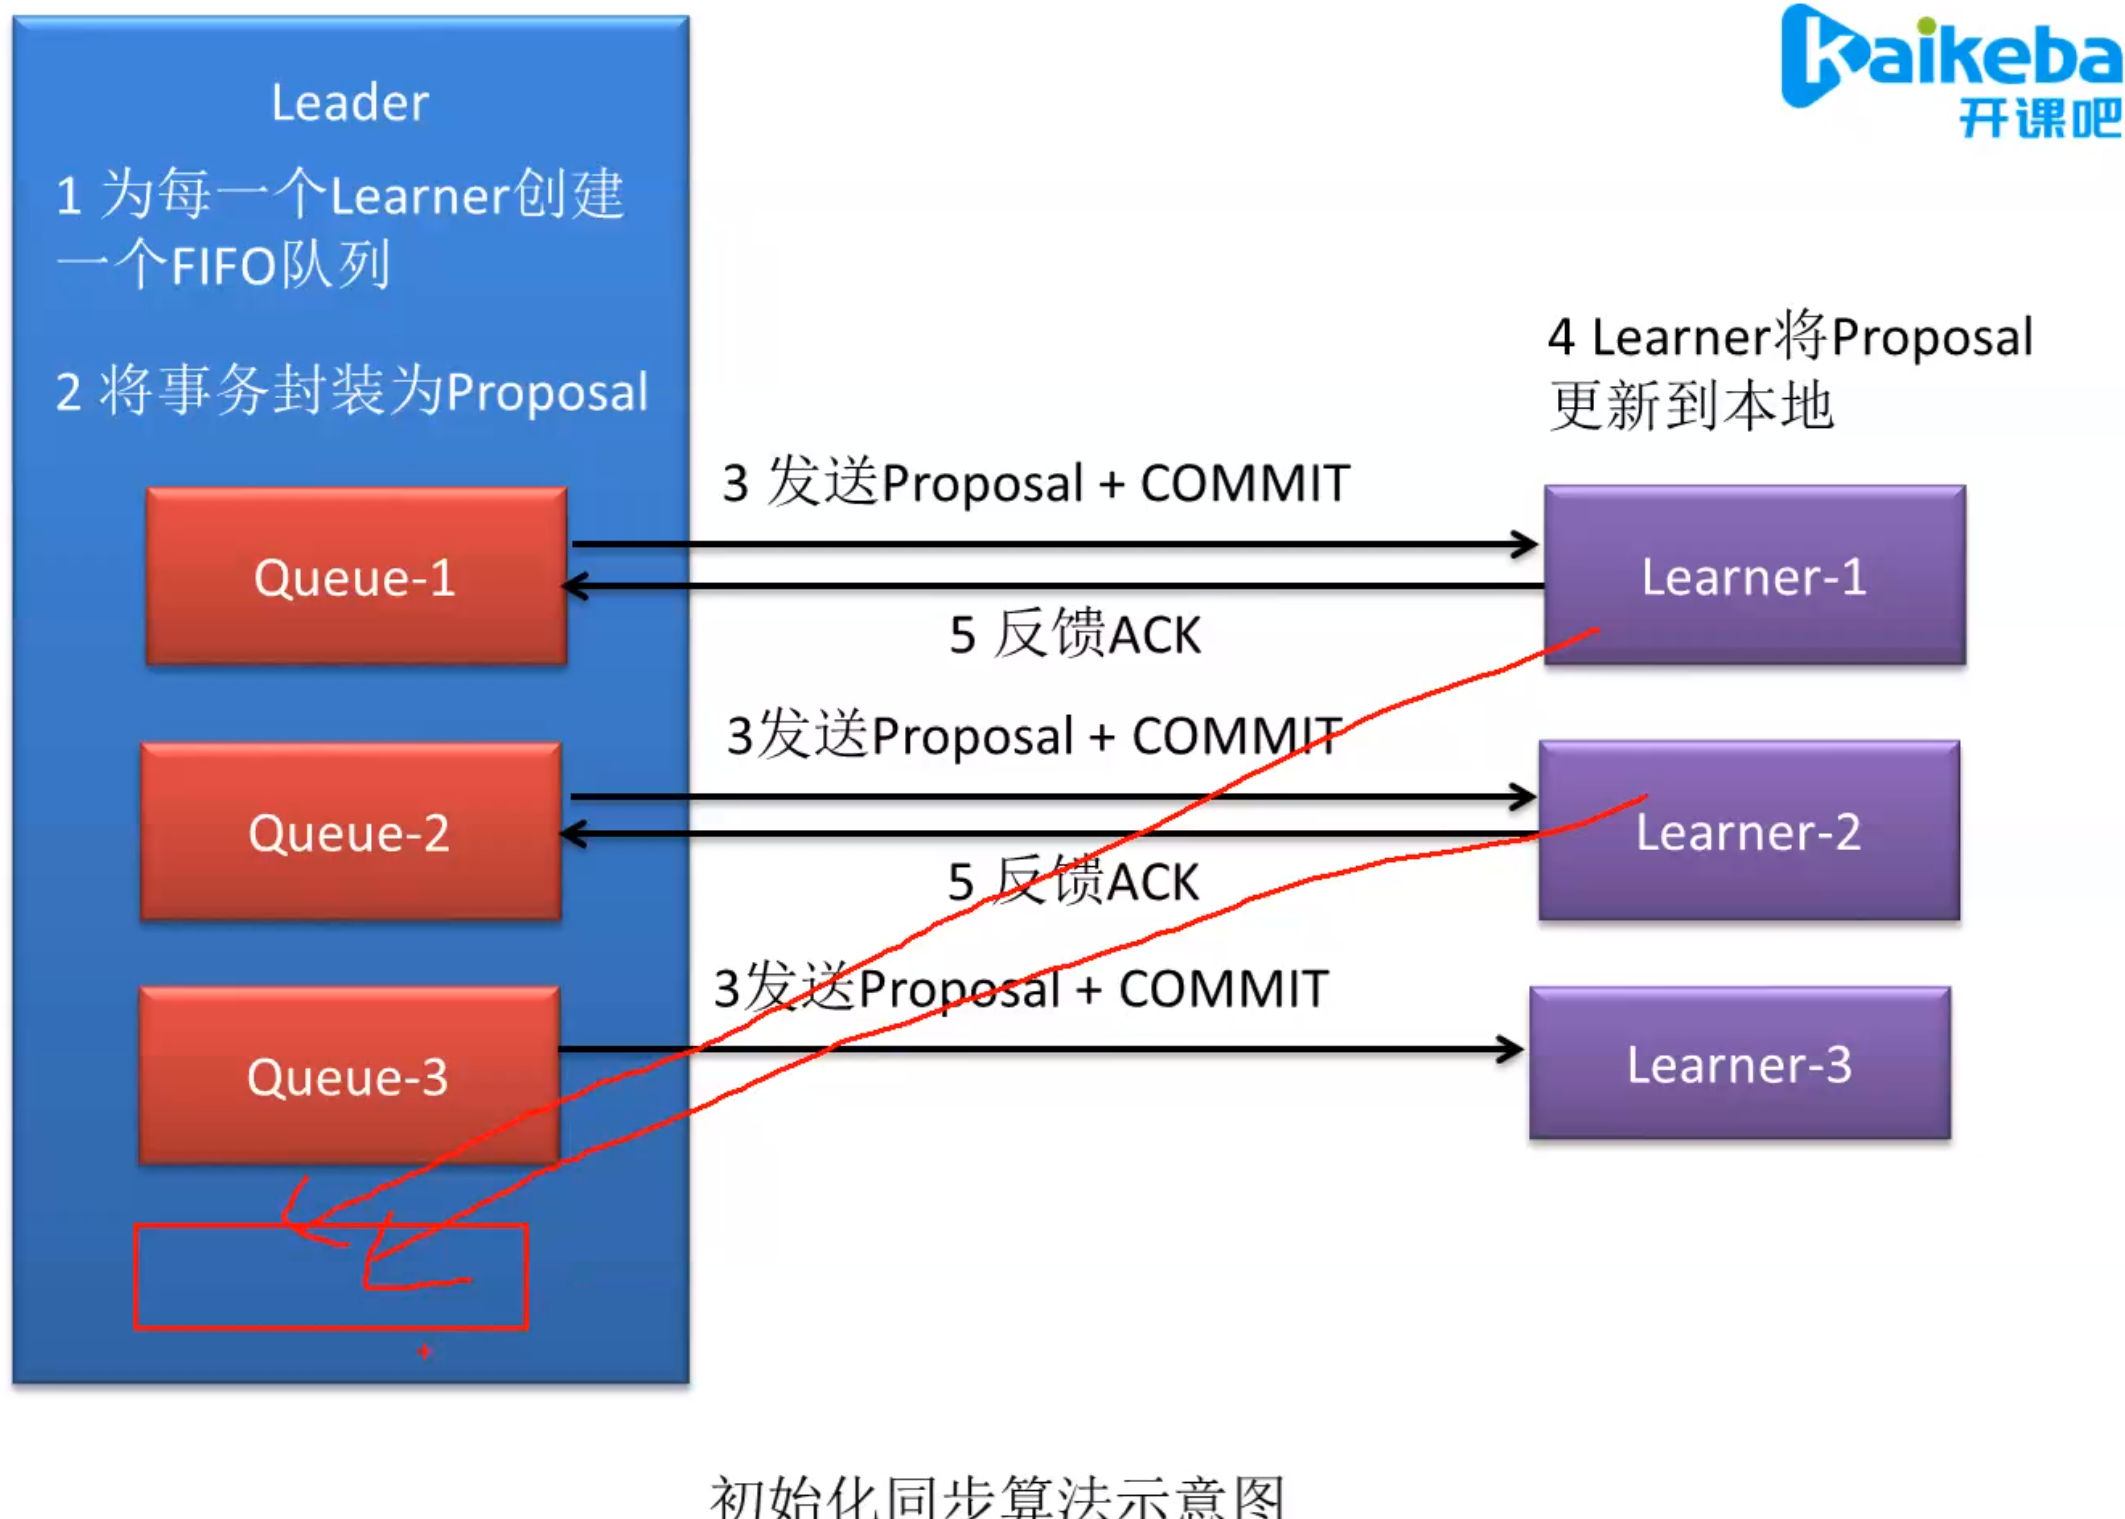 kaikeba
开课吧
Leader
1 为每一个Learner创建
一个FIFO队列
2 将事务封装为Proposal
4 Learner将Proposal
更新到本地
3 发送Proposal + COMMIT
Queue-1
Learner-1
5 反馈ACK
3发送Proposal + COMMIT
Queue-2
Learner-2
5 反馈ACK
3发送Proposal + COMMIT
Queue-3
Learner-3
初始化同步算法示意图